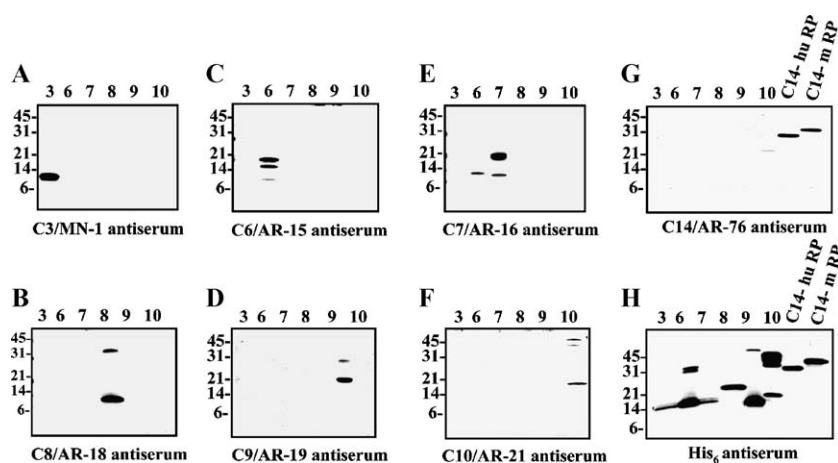 A
3 6 7 8 9 10
45-
31-
21-
14-
6-
C3/MN-1 antiserum
C
3 6 7 8 9 10
45-
31-
21-
14-
6-
C6/AR-15 antiserum
E
3 6 7 8 9 10
45-
31-
21-
14-
6-
C7/AR-16 antiserum
G
3 6 7 8 9 10 C14- hu RP C14- m RP
45-
31-
21-
14-
6-
C14/AR-76 antiserum
B
3 6 7 8 9 10
45-
31-
21-
14-
6-
C8/AR-18 antiserum
D
3 6 7 8 9 10
45-
31-
21-
14-
6-
C9/AR-19 antiserum
F
3 6 7 8 9 10
45-
31-
21-
14-
6-
C10/AR-21 antiserum
H
3 6 7 8 9 10 C14- hu RP C14- m RP
45-
31-
21-
14-
6-
His6 antiserum